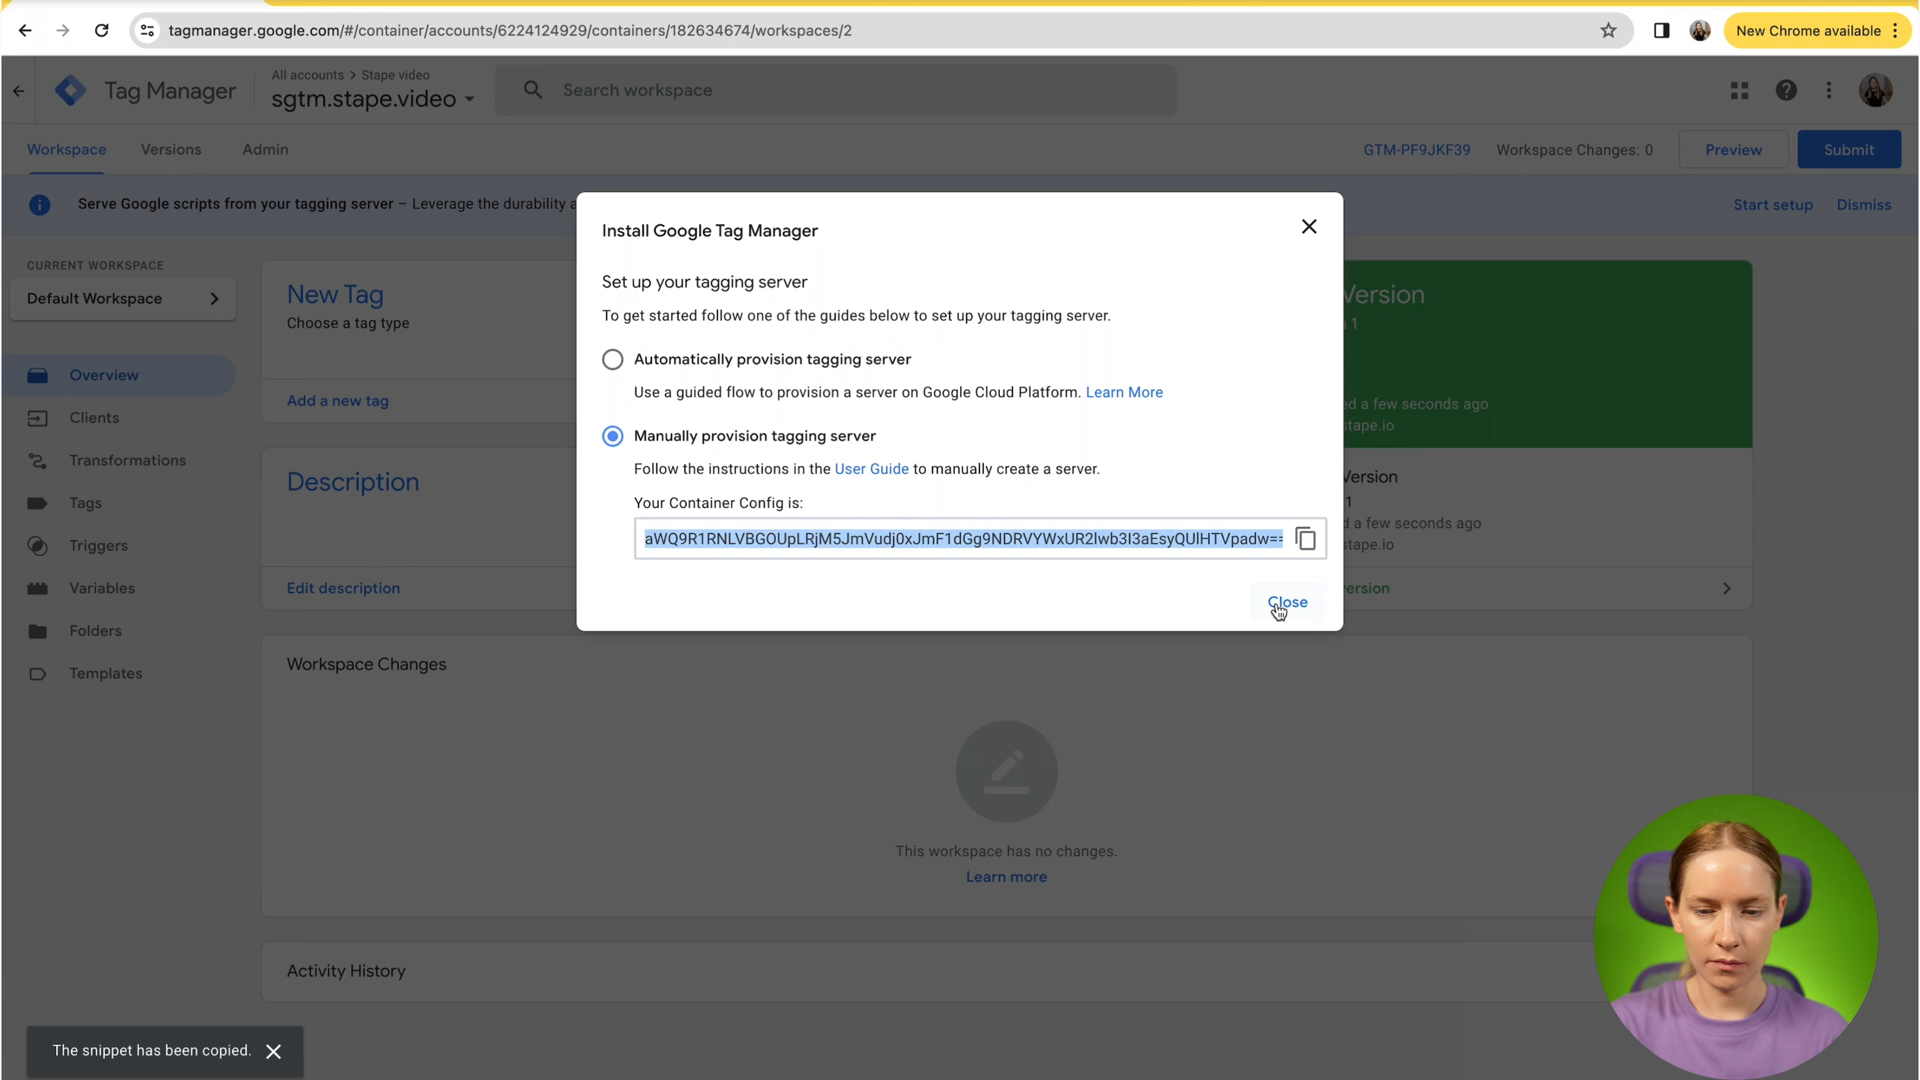 tagmanager.google.com/#/container/accounts/6224124929/containers/182634674/workspaces/2
New Chrome available
Tag Manager
All accounts > Stape video
sgtm.stape.video
Search workspace
Workspace
Versions
Admin
GTM-PF9JKF39
Workspace Changes: 0
Preview
Submit
Serve Google scripts from your tagging server – Leverage the durability a
Start setup
Dismiss
CURRENT WORKSPACE
Default Workspace
Overview
Clients
Transformations
Tags
Triggers
Variables
Folders
Templates
New Tag
Choose a tag type
Add a new tag
Description
Edit description
Install Google Tag Manager
Set up your tagging server
To get started follow one of the guides below to set up your tagging server.
Automatically provision tagging server
Use a guided flow to provision a server on Google Cloud Platform. Learn More
Manually provision tagging server
Follow the instructions in the User Guide to manually create a server.
Your Container Config is:
aWQ9R1RNLVBGOUpLRjM5JmVudj0xJmF1dGg9NDRVYWxUR2Iwb3I3aEsyQUlHTVpadw==
Close
Version
1
ed a few seconds ago
stape.io
Version
1
d a few seconds ago
stape.io
version
Workspace Changes
This workspace has no changes.
Learn more
Activity History
The snippet has been copied.